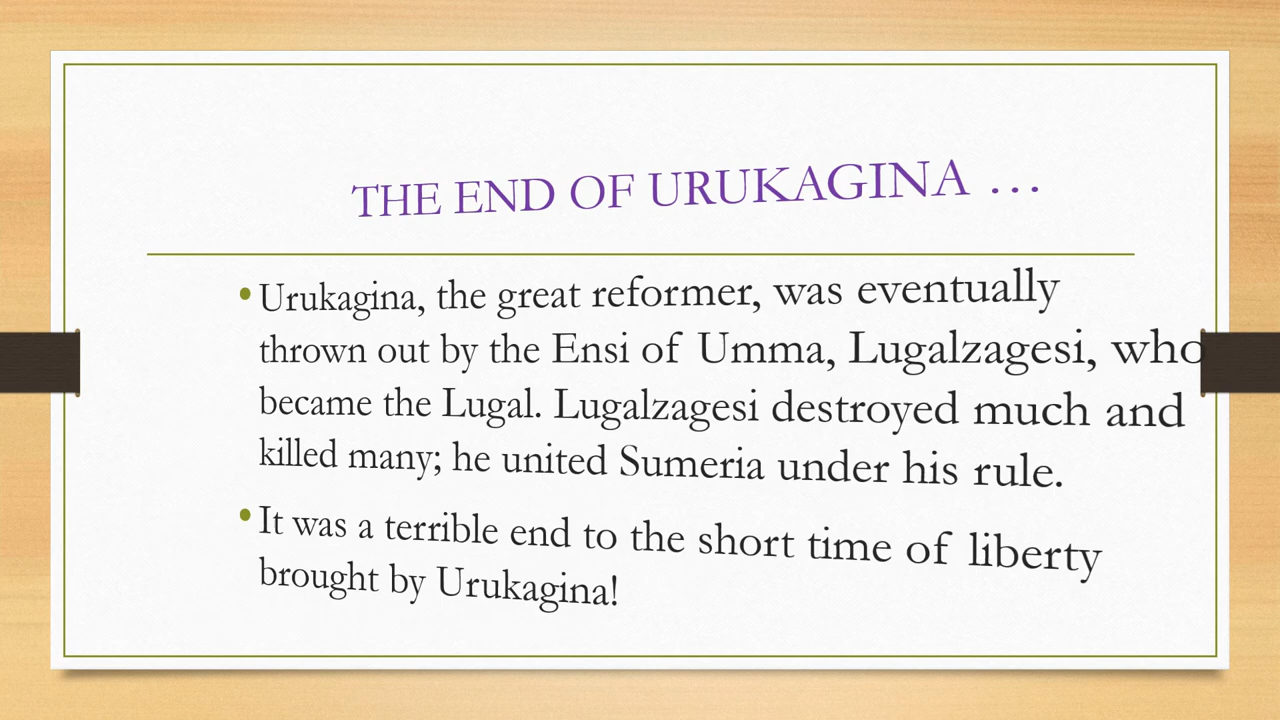 THE END OF URUKAGINA …
•Urukagina, the great reformer, was eventually
thrown out by the Ensi of Umma, Lugalzagesi, who
became the Lugal. Lugalzagesi destroyed much and
killed many; he united Sumeria under his rule.
•It was a terrible end to the short time of liberty
brought by Urukagina!